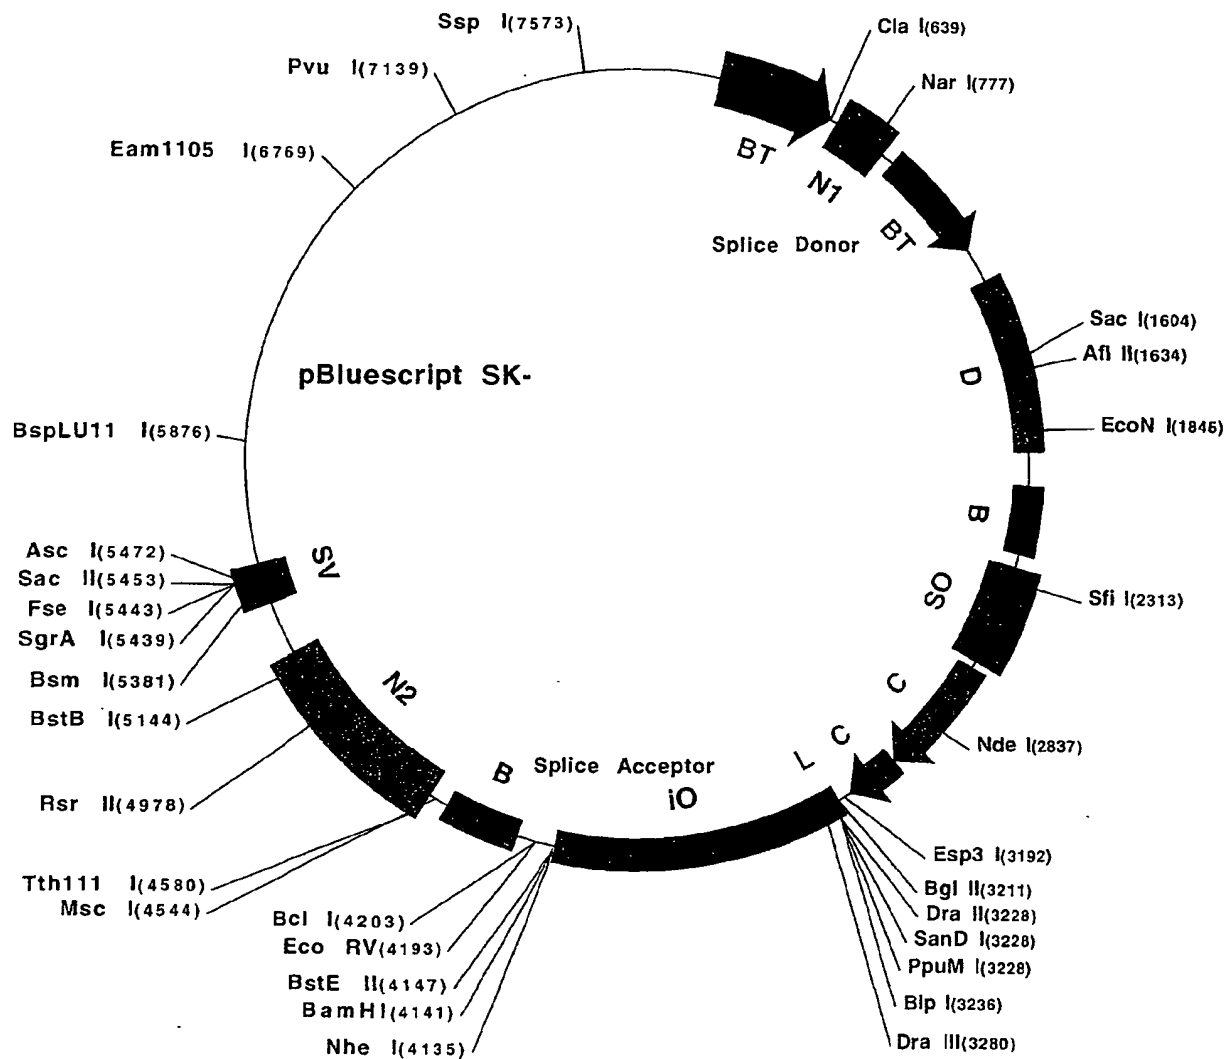 Ssp I(7573)
Cla I(639)
Pvu I(7139)
Nar I(777)
Eam1105 I(6769)
BT
N1
BT
Splice Donor
Sac I(1604)
Afl II(1634)
pBluescript SK-
D
EcoN I(1845)
BspLU11 I(5876)
B
Asc I(5472)
SV
Sac II(5453)
SO
Sfi I(2313)
Fse I(5443)
SgrA I(5439)
Bsm I(5381)
N2
C
BstB I(5144)
C
Nde I(2837)
L
B
Splice Acceptor
iO
Rsr II(4978)
Esp3 I(3192)
Tth111 I(4580)
Bgl II(3211)
Msc I(4544)
Bcl I(4203)
Dra II(3228)
Eco RV(4193)
SanD I(3228)
PpuM I(3228)
BstE II(4147)
Blp I(3236)
BamHI(4141)
Nhe I(4135)
Dra III(3280)